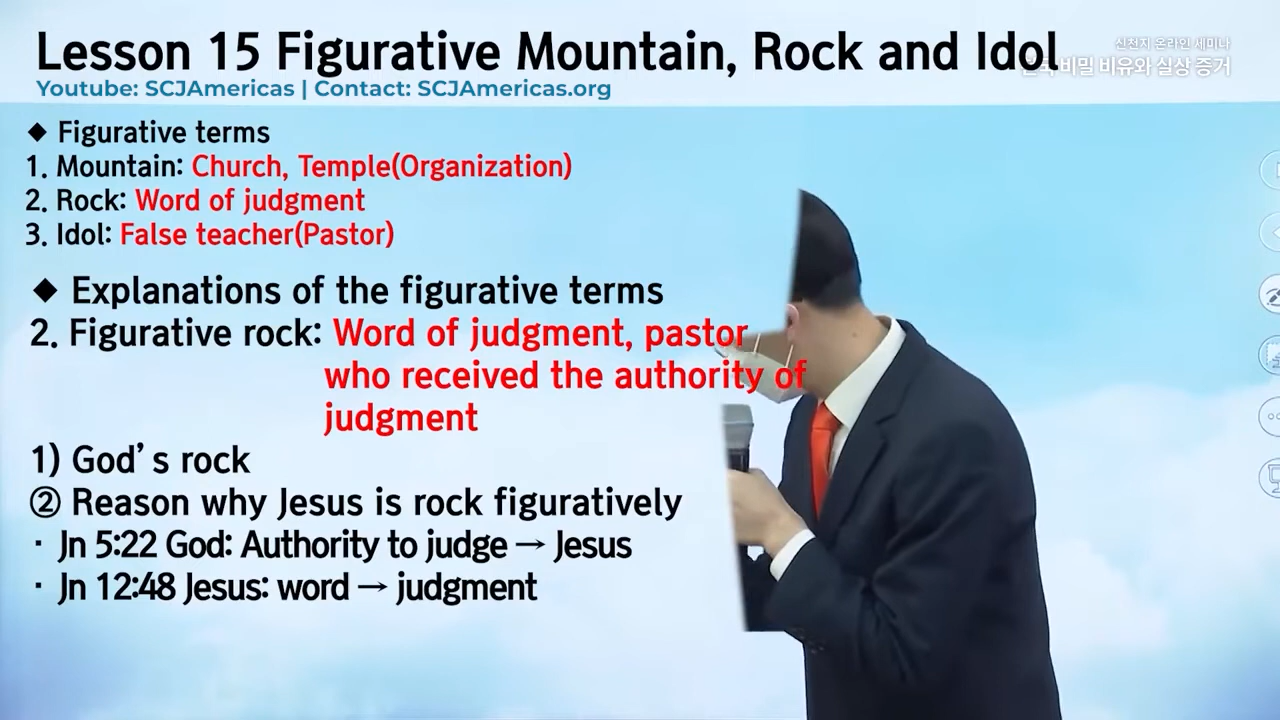 Lesson 15 Figurative Mountain, Rock and Idol
신천지 온라인 세미나
비밀 비유와 실상 증거
Youtube: SCJAmericas | Contact: SCJAmericas.org
◆ Figurative terms
1. Mountain: Church, Temple(Organization)
2. Rock: Word of judgment
3. Idol: False teacher(Pastor)
◆ Explanations of the figurative terms
2. Figurative rock: Word of judgment, pastor
who received the authority of
judgment
1) God's rock
② Reason why Jesus is rock figuratively
· Jn 5:22 God: Authority to judge → Jesus
· Jn 12:48 Jesus: word → judgment